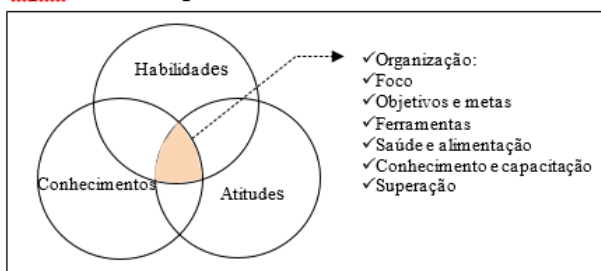 Habilidades
Conhecimentos
Atitudes
✓Organização:
✓Foco
✓Objetivos e metas
✓Ferramentas
✓Saúde e alimentação
✓Conhecimento e capacitação
✓Superação